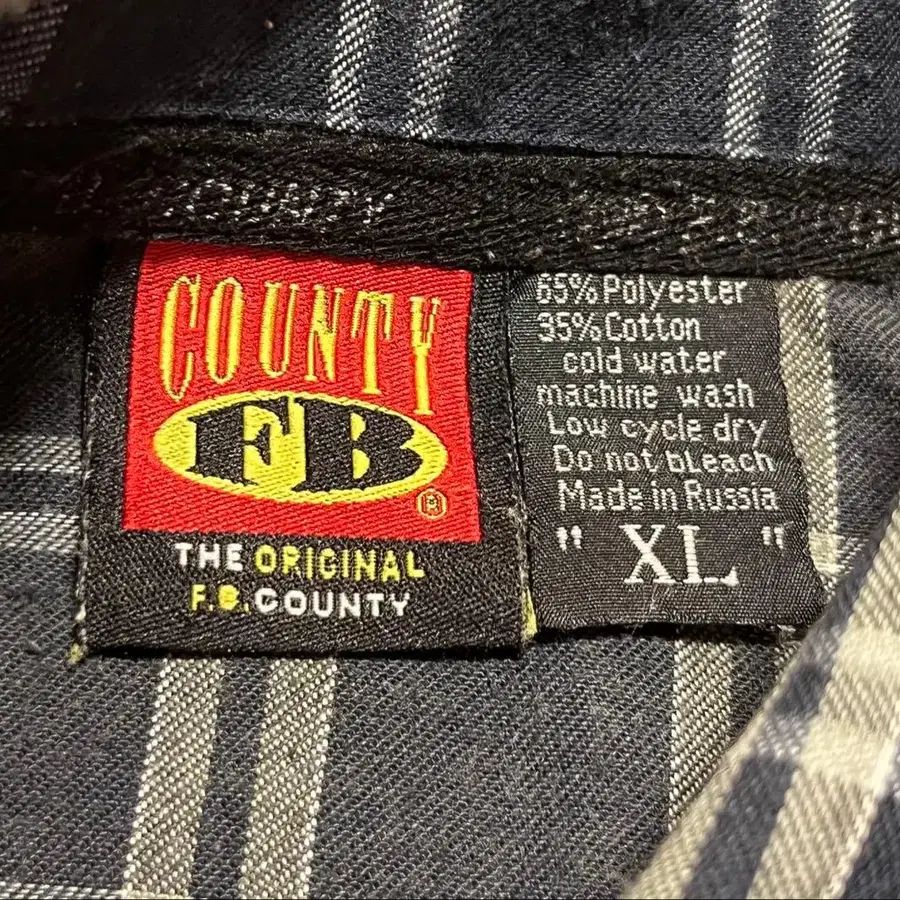 COUNTY
COUNTY
FB
®
THE ORIGINAL
F.B. COUNTY
65% Polyester
35% Cotton
cold water
machine wash
Low cycle dry
Do not bleach
Made in Russia
" XL "